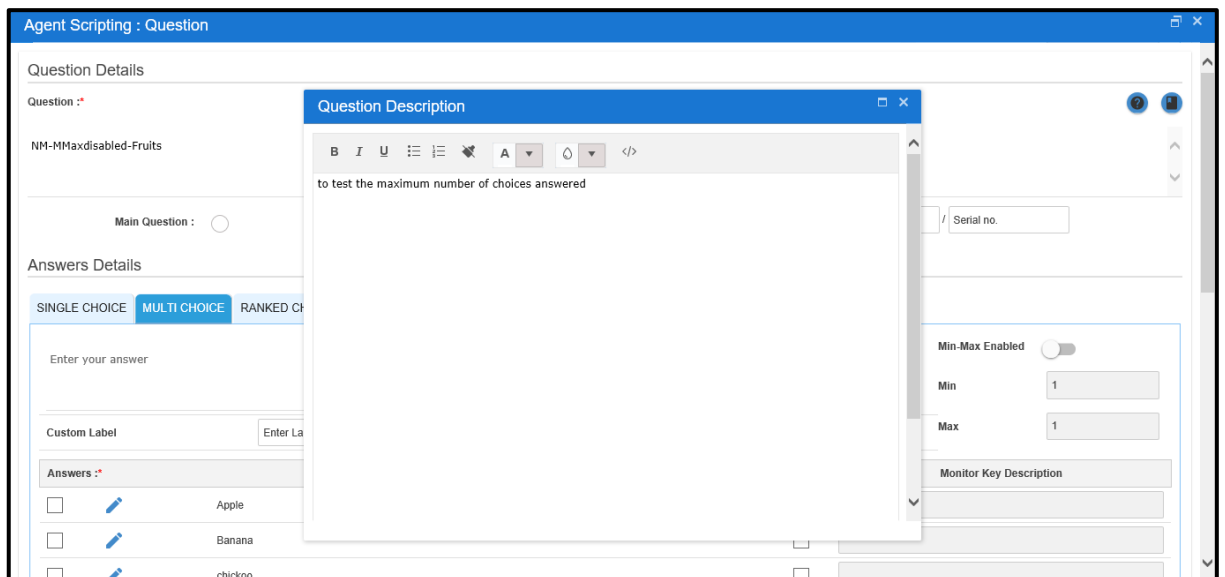 Agent Scripting : Question
Question Details
Question :*
NM-MMaxdisabled-Fruits
Question Description
B I U A </>
to test the maximum number of choices answered
Main Question :
/ Serial no.
Answers Details
SINGLE CHOICE MULTI CHOICE RANKED CH
Enter your answer
Min-Max Enabled
Min 1
Custom Label Enter La
Max 1
Answers :* Monitor Key Description
Apple
Banana
chickoo